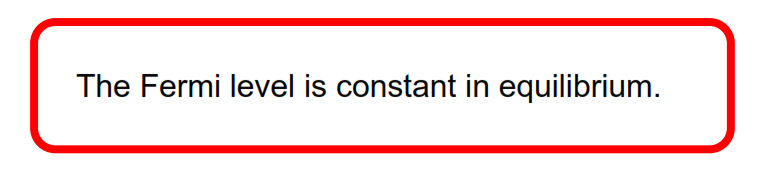 The Fermi level is constant in equilibrium.